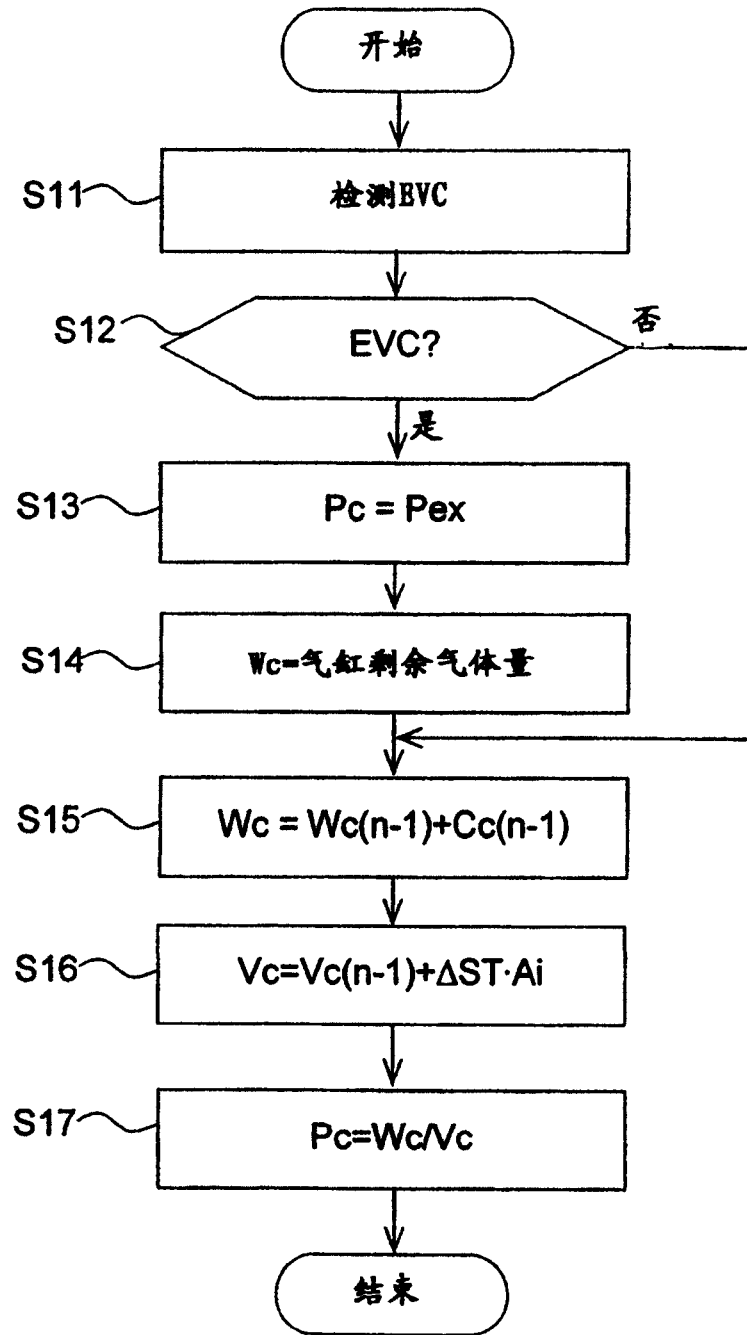 开始
S11
检测EVC
S12
EVC?
否
是
S13
Pc = Pex
S14
Wc=气缸剩余气体量
S15
Wc = Wc(n-1)+Cc(n-1)
S16
Vc=Vc(n-1)+ΔST·Ai
S17
Pc=Wc/Vc
结束